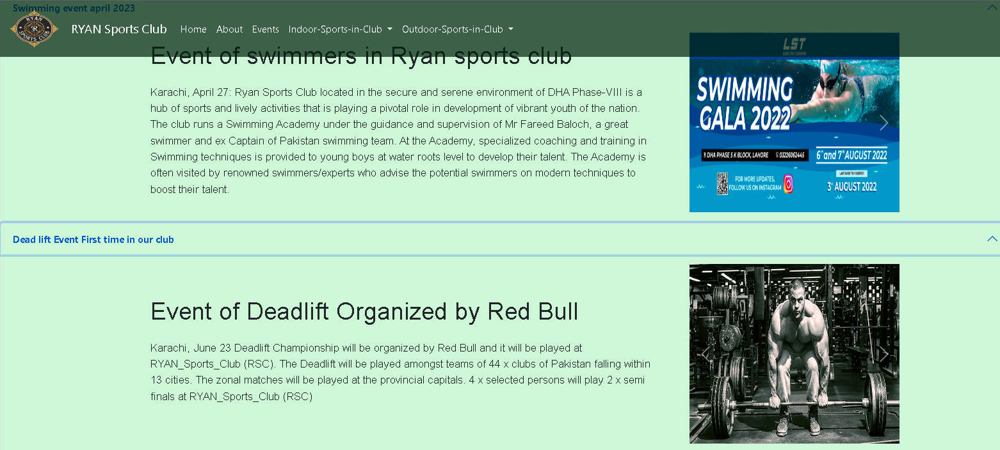 Swimming event april 2023
RYAN
SPORTS CLUB
RYAN Sports Club Home About Events Indoor-Sports-in-Club Outdoor-Sports-in-Club
Event of swimmers in Ryan sports club
Karachi, April 27: Ryan Sports Club located in the secure and serene environment of DHA Phase-VIII is a
hub of sports and lively activities that is playing a pivotal role in development of vibrant youth of the nation.
The club runs a Swimming Academy under the guidance and supervision of Mr Fareed Baloch, a great
swimmer and ex Captain of Pakistan swimming team. At the Academy, specialized coaching and training in
Swimming techniques is provided to young boys at water roots level to develop their talent. The Academy is
often visited by renowned swimmers/experts who advise the potential swimmers on modern techniques to
boost their talent.
LST
SWIMMING
GALA 2022
DHA PHASE 5 K BLOCK, LAHORE 03226062445
6th and 7th AUGUST 2022
FOR MORE UPDATES,
FOLLOW US ON INSTAGRAM
LAST DATE TO
3rd AUGUST 2022
Dead lift Event First time in our club
Event of Deadlift Organized by Red Bull
Karachi, June 23 Deadlift Championship will be organized by Red Bull and it will be played at
RYAN_Sports_Club (RSC). The Deadlift will be played amongst teams of 44 x clubs of Pakistan falling within
13 cities. The zonal matches will be played at the provincial capitals. 4 x selected persons will play 2 x semi
finals at RYAN_Sports_Club (RSC)